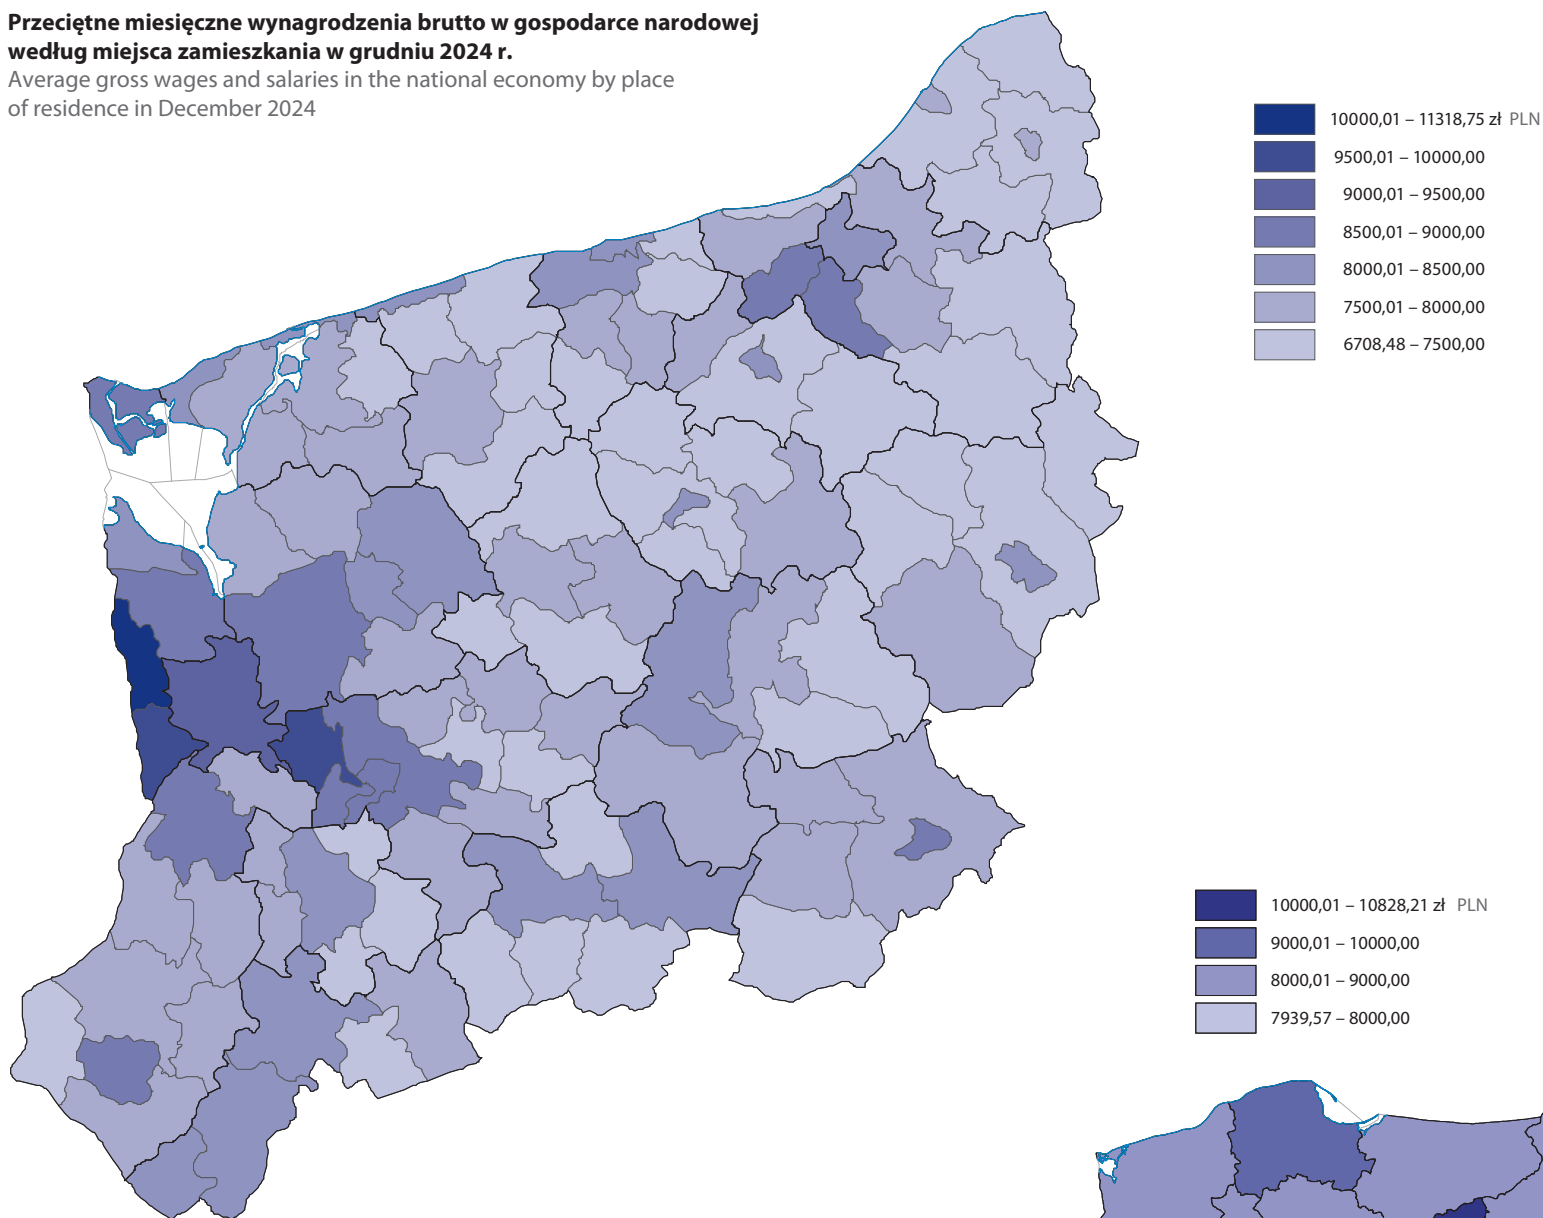 Przeciętne miesięczne wynagrodzenia brutto w gospodarce narodowej
według miejsca zamieszkania w grudniu 2024 r.
Average gross wages and salaries in the national economy by place
of residence in December 2024
10000,01 – 11318,75 zł PLN
9500,01 – 10000,00
9000,01 – 9500,00
8500,01 – 9000,00
8000,01 – 8500,00
7500,01 – 8000,00
6708,48 – 7500,00
10000,01 – 10828,21 zł PLN
9000,01 – 10000,00
8000,01 – 9000,00
7939,57 – 8000,00